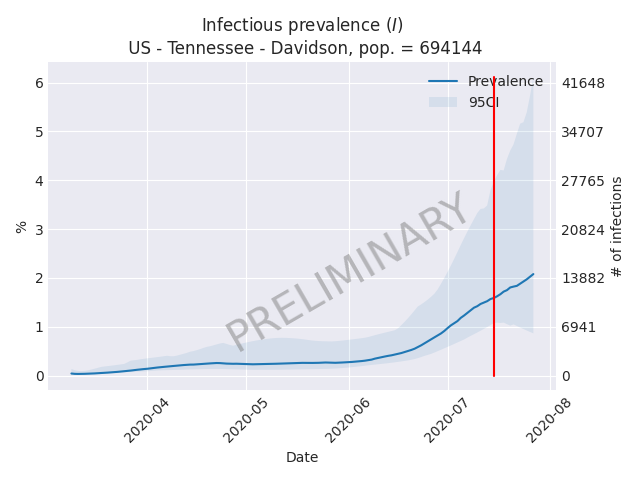 Infectious prevalence (I)
US - Tennessee - Davidson, pop. = 694144
Prevalence
95CI
6
5
4
3
2
1
0
%
41648
34707
27765
20824
13882
6941
0
# of infections
PRELIMINARY
2020-04
2020-05
2020-06
2020-07
2020-08
Date